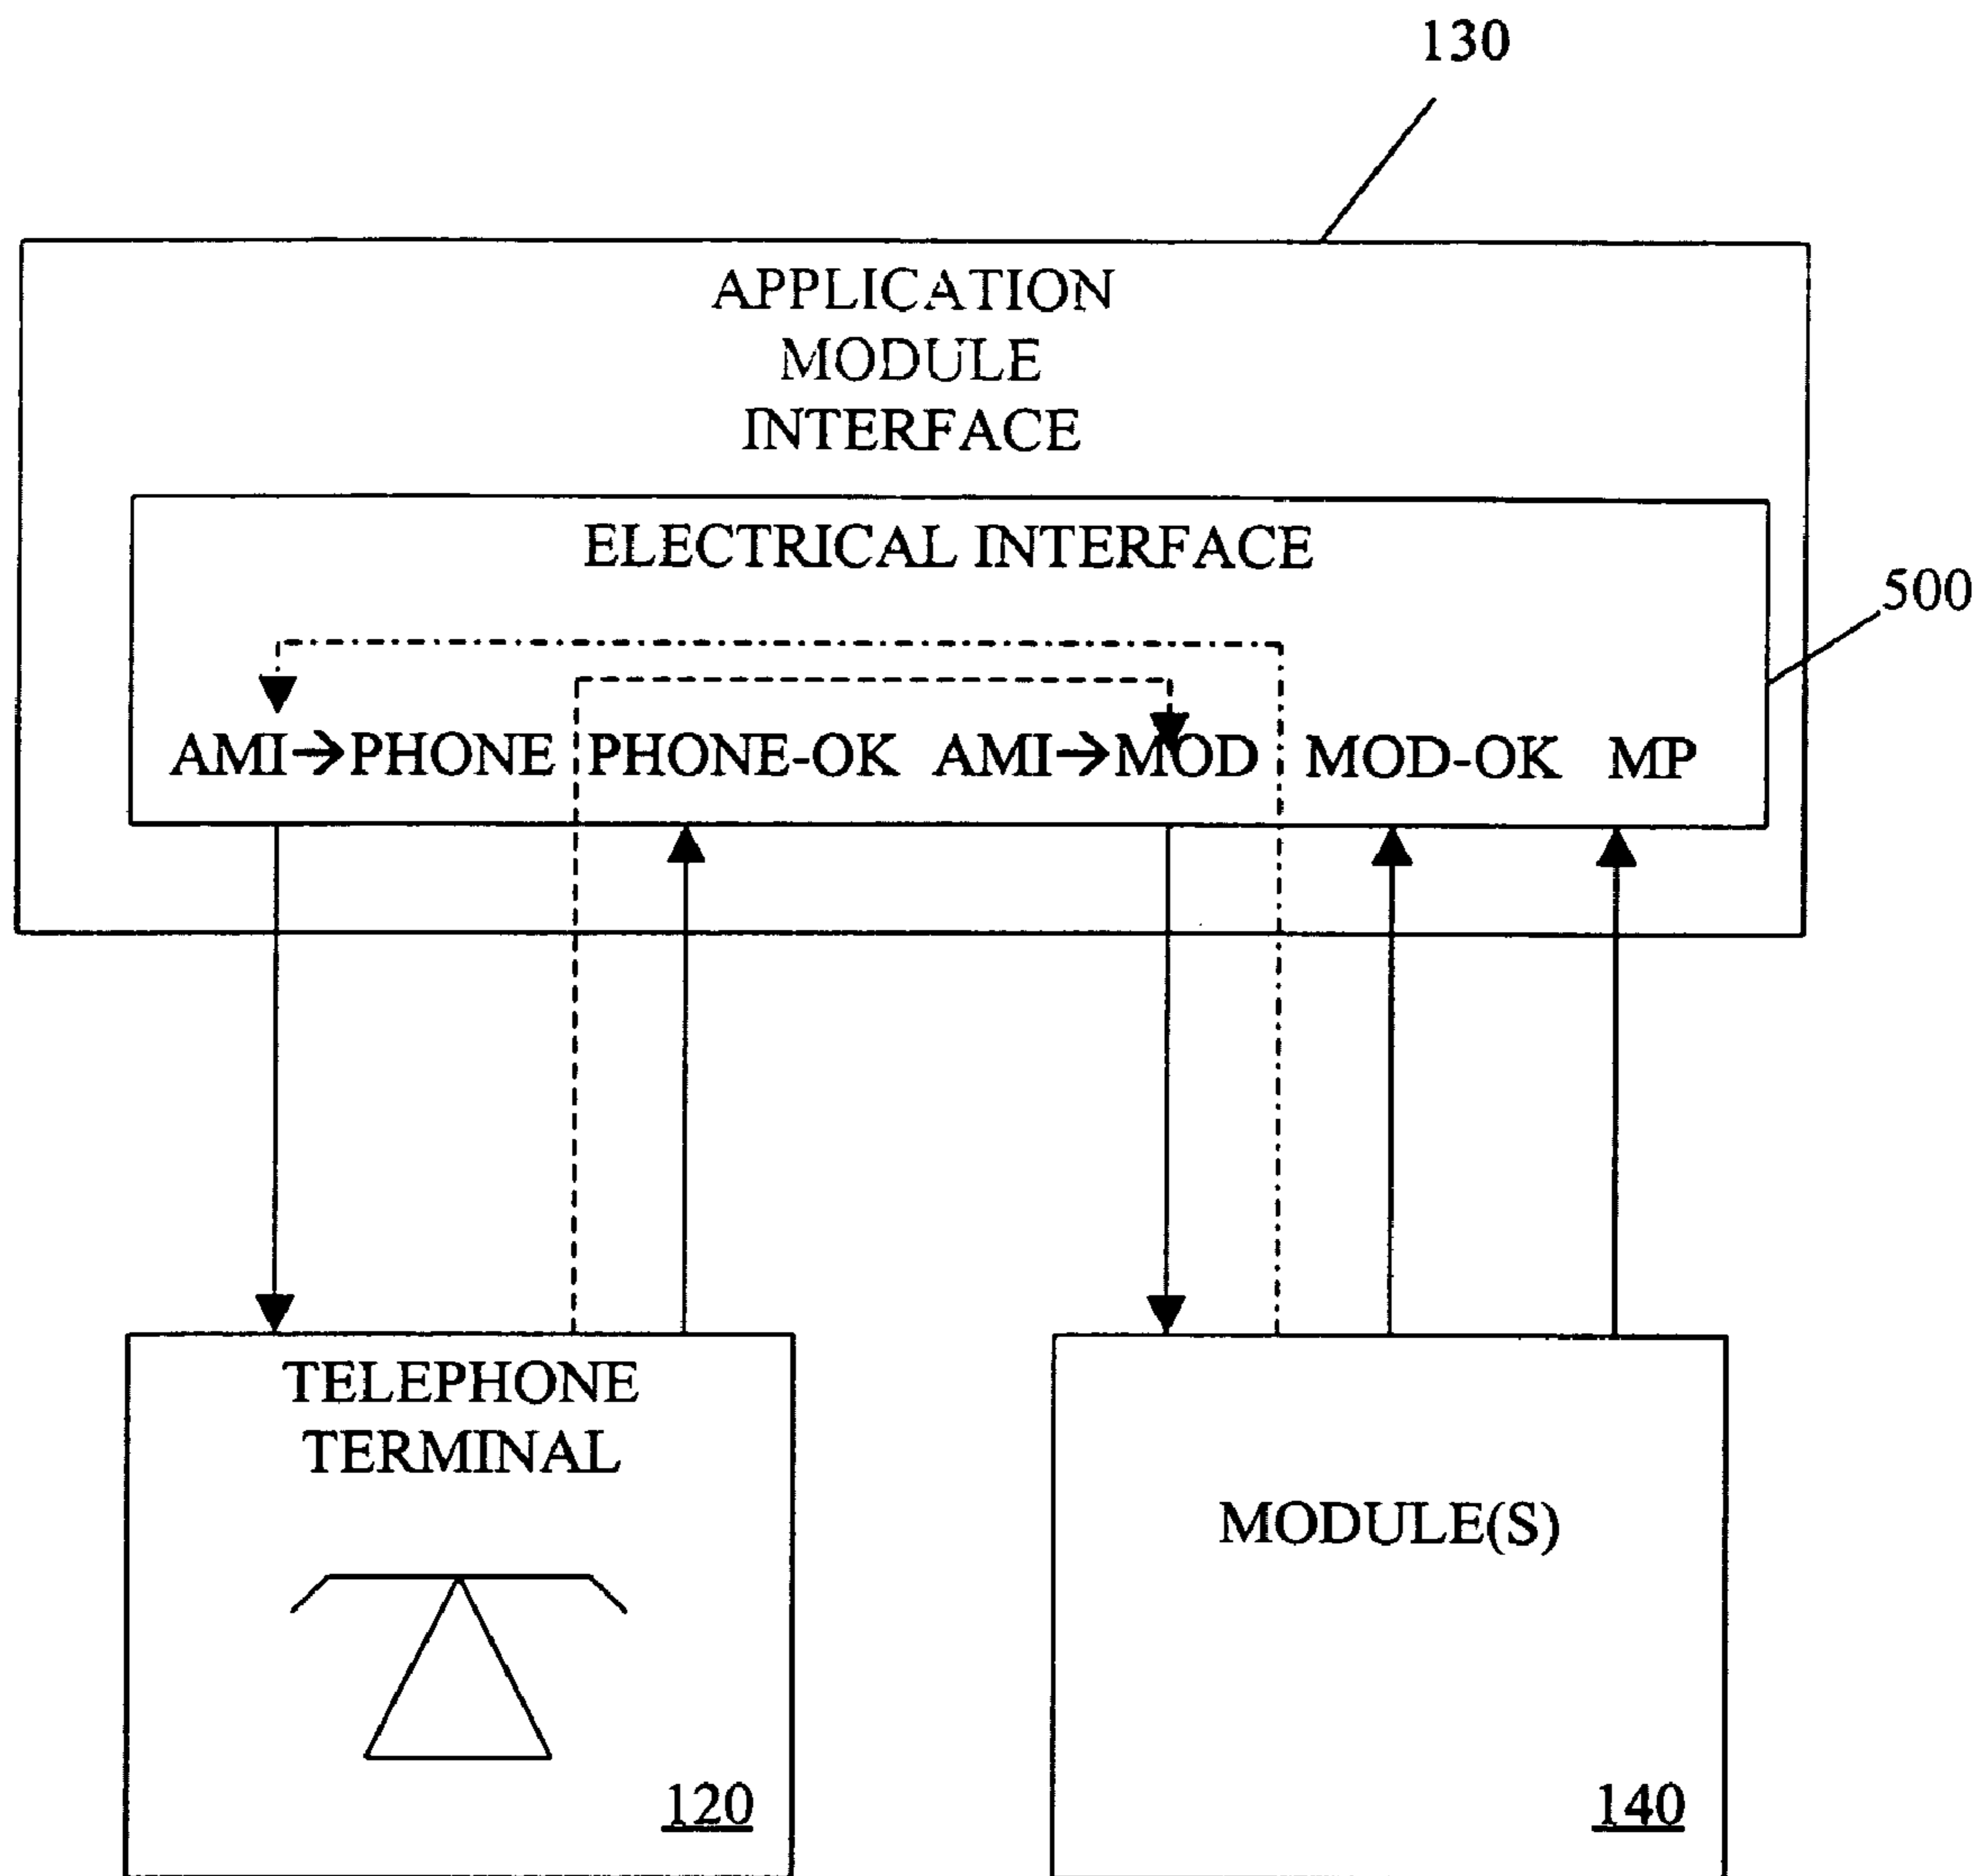 130
APPLICATION
MODULE
INTERFACE
ELECTRICAL INTERFACE
500
AMI→PHONE PHONE-OK AMI→MOD MOD-OK MP
TELEPHONE
TERMINAL
120
MODULE(S)
140